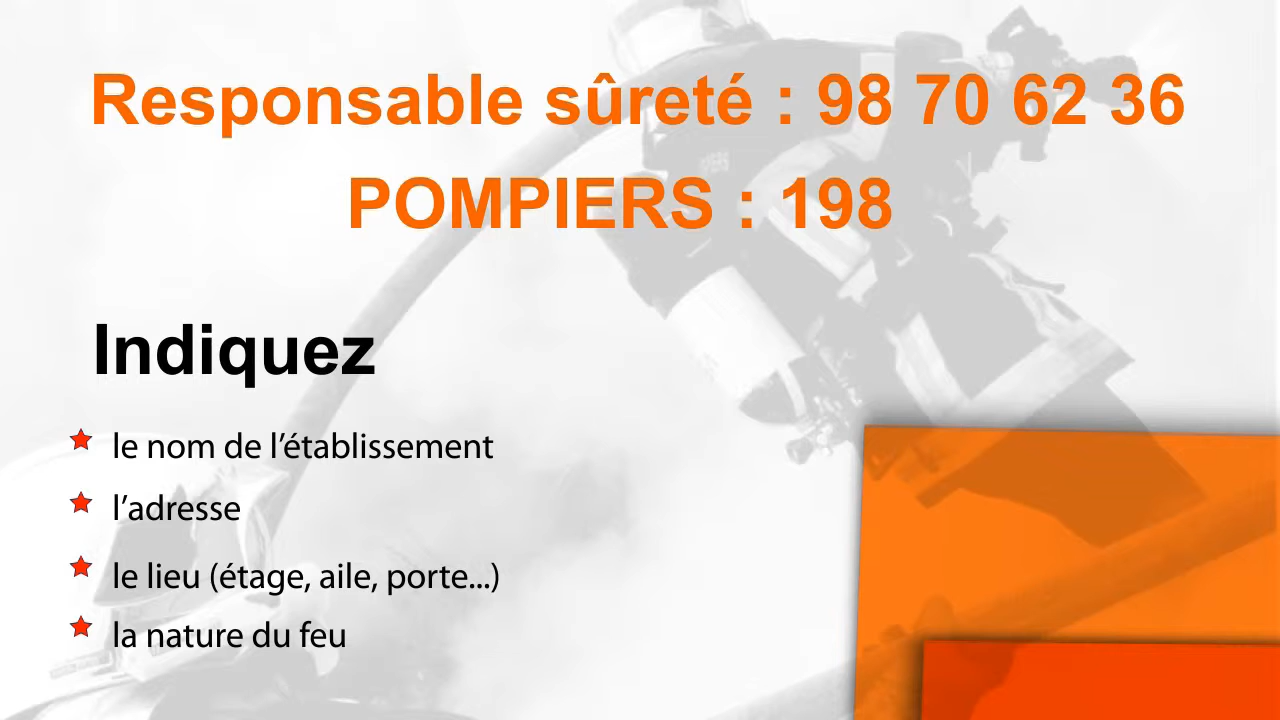 Responsable sûreté : 98 70 62 36
POMPIERS : 198
Indiquez
le nom de l’établissement
l’adresse
le lieu (étage, aile, porte...)
la nature du feu